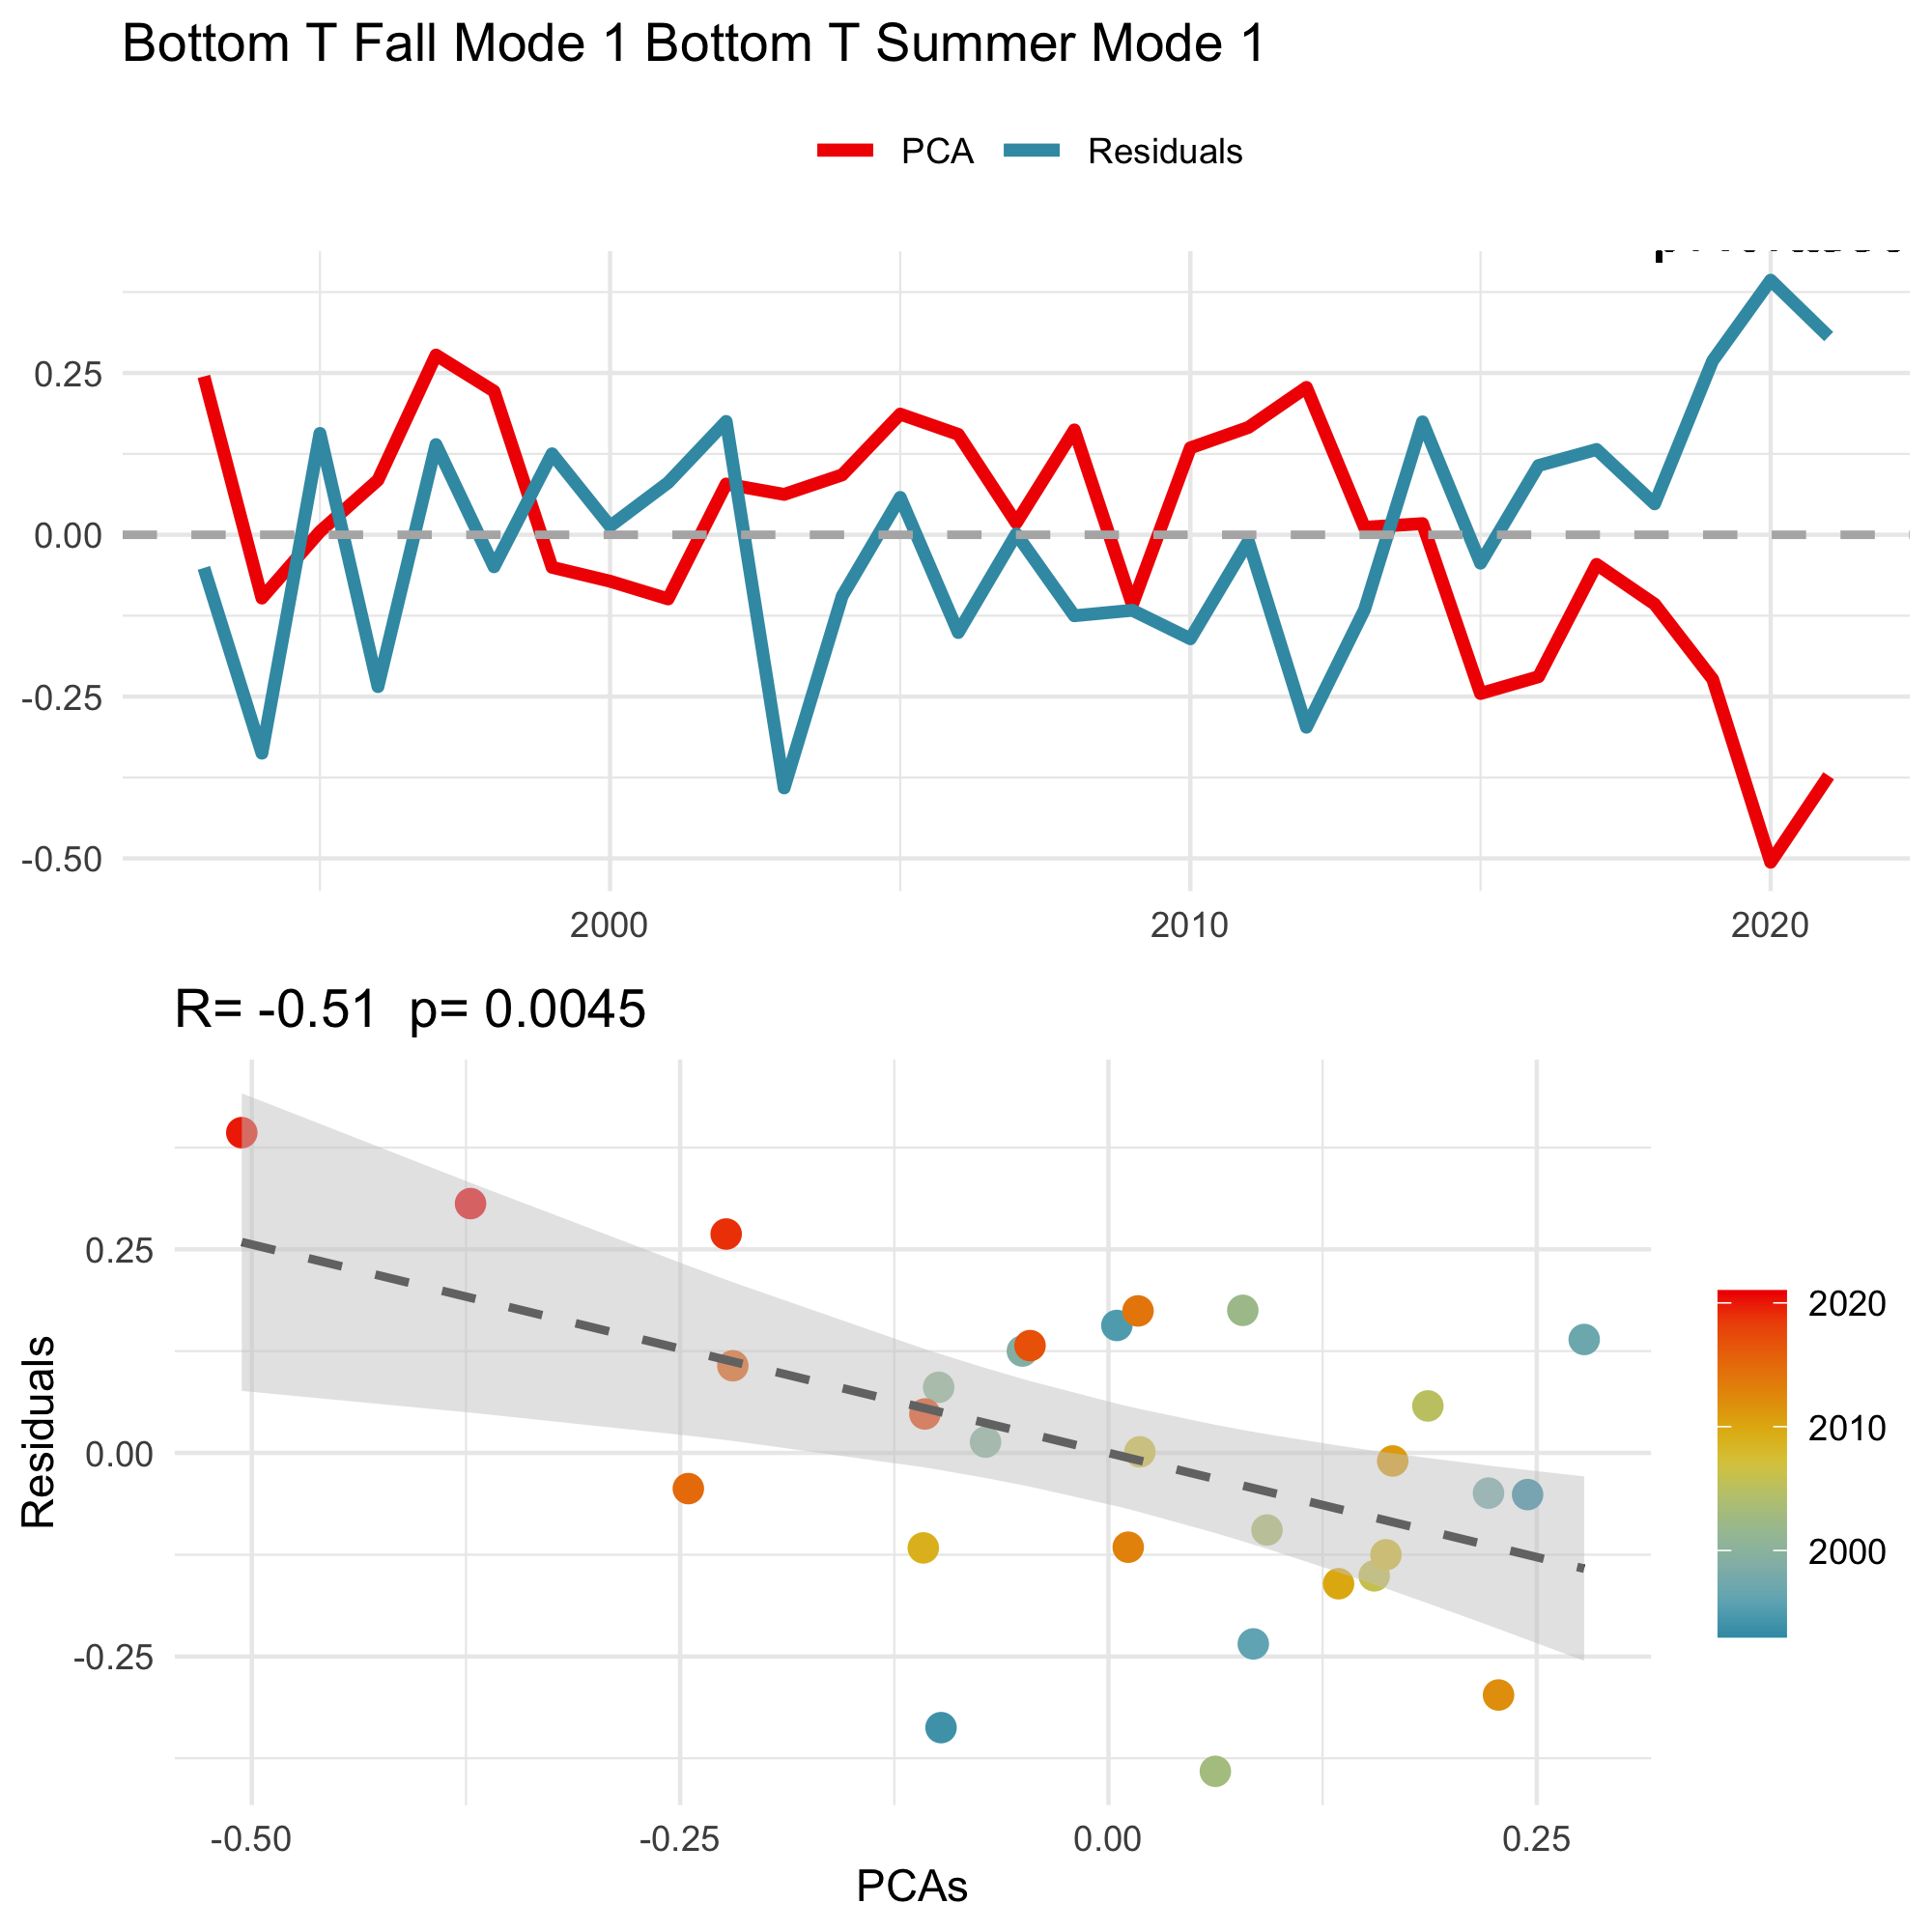 Bottom T Fall Mode 1 Bottom T Summer Mode 1
PCA Residuals
0.25
0.00
-0.25
-0.50
2000 2010 2020
R= -0.51 p= 0.0045
Residuals
0.25
0.00
-0.25
-0.50 -0.25 0.00 0.25
PCAs
2020
2010
2000